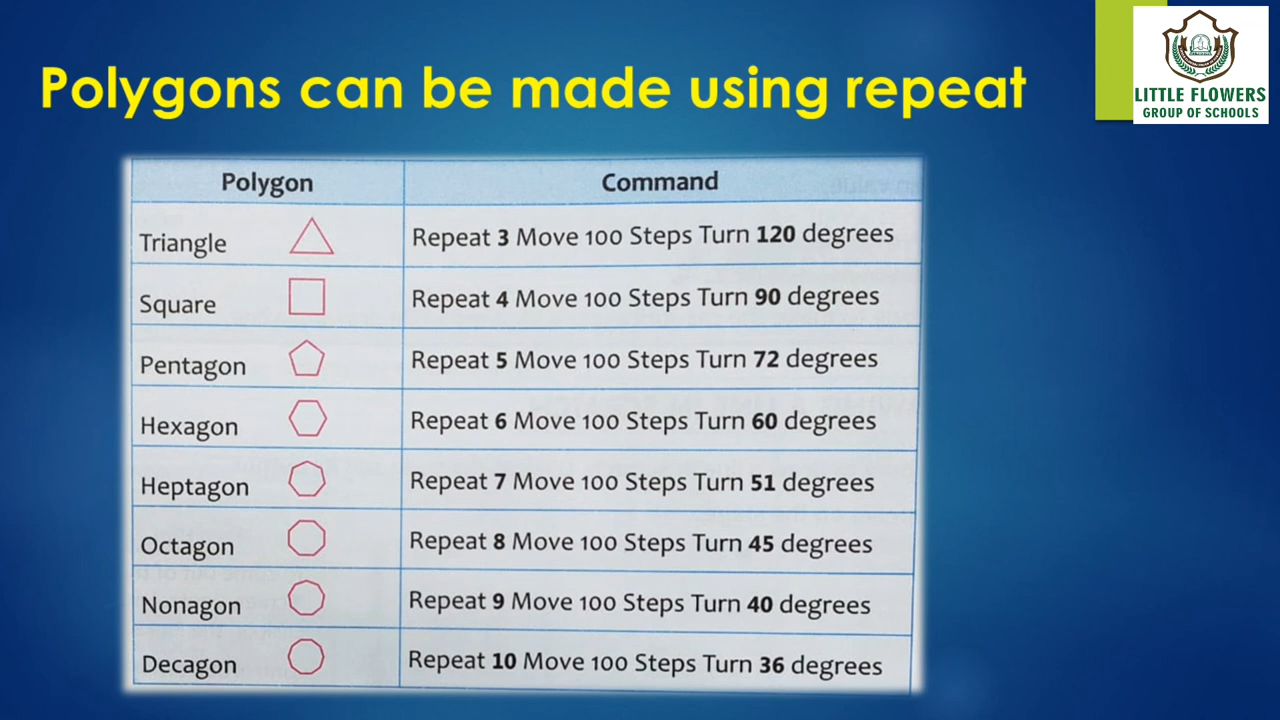 Polygons can be made using repeat
LITTLE FLOWERS
GROUP OF SCHOOLS
Polygon Command
Triangle Repeat 3 Move 100 Steps Turn 120 degrees
Square Repeat 4 Move 100 Steps Turn 90 degrees
Pentagon Repeat 5 Move 100 Steps Turn 72 degrees
Hexagon Repeat 6 Move 100 Steps Turn 60 degrees
Heptagon Repeat 7 Move 100 Steps Turn 51 degrees
Octagon Repeat 8 Move 100 Steps Turn 45 degrees
Nonagon Repeat 9 Move 100 Steps Turn 40 degrees
Decagon Repeat 10 Move 100 Steps Turn 36 degrees